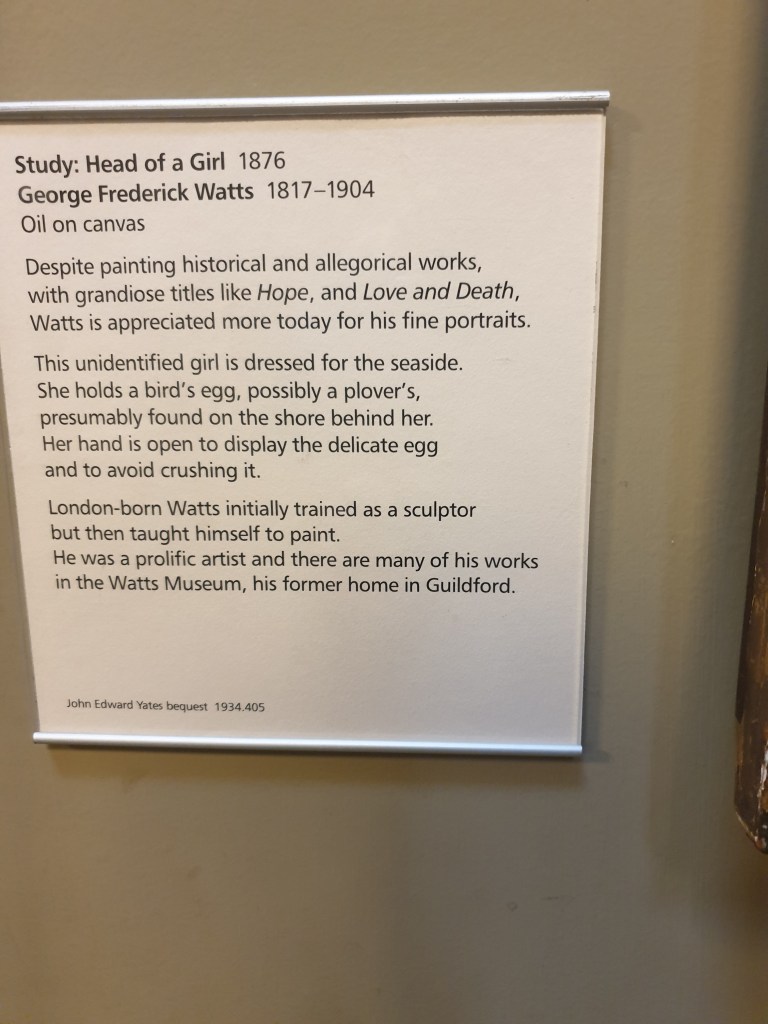 Study: Head of a Girl 1876
George Frederick Watts 1817–1904
Oil on canvas
Despite painting historical and allegorical works,
with grandiose titles like Hope, and Love and Death,
Watts is appreciated more today for his fine portraits.
This unidentified girl is dressed for the seaside.
She holds a bird's egg, possibly a plover's,
presumably found on the shore behind her.
Her hand is open to display the delicate egg
and to avoid crushing it.
London-born Watts initially trained as a sculptor
but then taught himself to paint.
He was a prolific artist and there are many of his works
in the Watts Museum, his former home in Guildford.
John Edward Yates bequest 1934.405